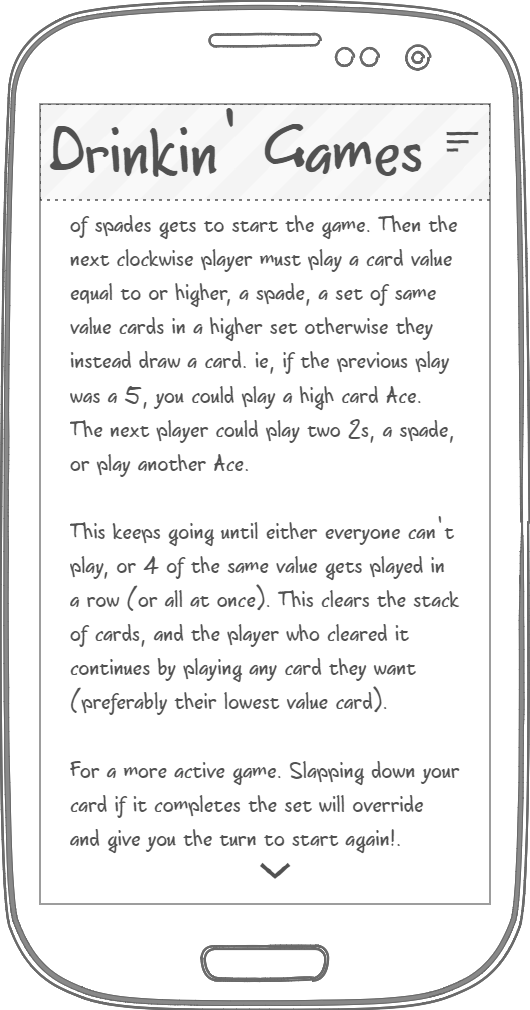 Drinkin' Games
of spades gets to start the game. Then the
next clockwise player must play a card value
equal to or higher, a spade, a set of same
value cards in a higher set otherwise they
instead draw a card. ie, if the previous play
was a 5, you could play a high card Ace.
The next player could play two 2s, a spade,
or play another Ace.
This keeps going until either everyone can't
play, or 4 of the same value gets played in
a row (or all at once). This clears the stack
of cards, and the player who cleared it
continues by playing any card they want
(preferably their lowest value card).
For a more active game. Slapping down your
card if it completes the set will override
and give you the turn to start again!.